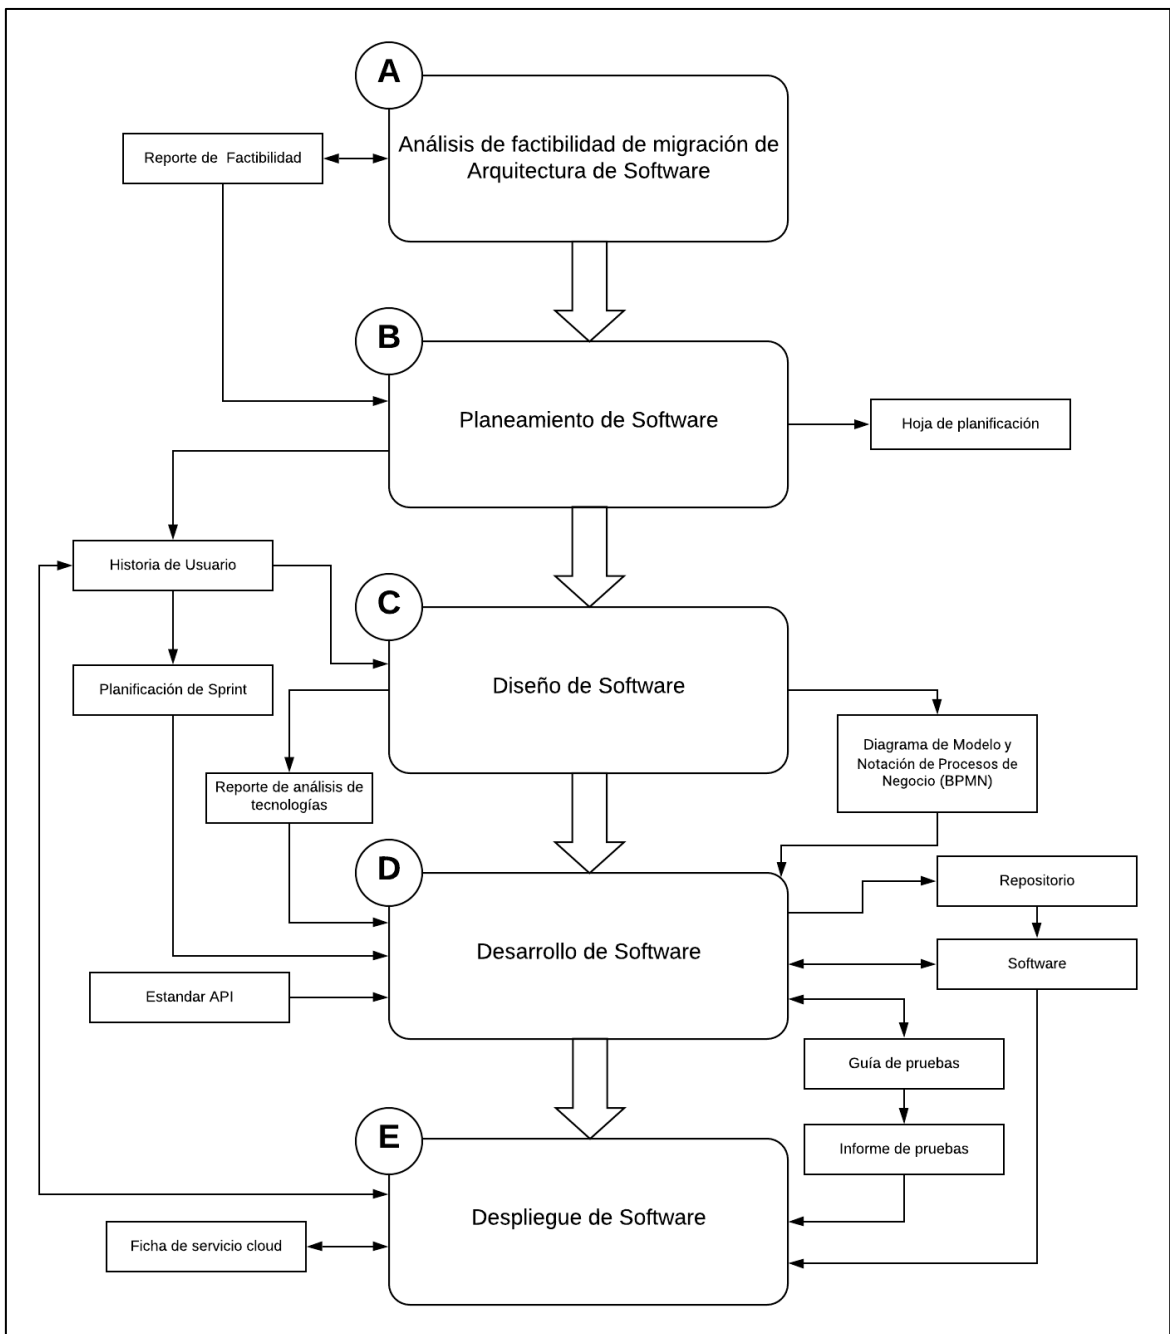 A
Análisis de factibilidad de migración de
Arquitectura de Software
Reporte de Factibilidad
B
Planeamiento de Software
Hoja de planificación
Historia de Usuario
C
Planificación de Sprint
Diseño de Software
Diagrama de Modelo y
Notación de Procesos de
Negocio (BPMN)
Reporte de análisis de
tecnologías
D
Repositorio
Desarrollo de Software
Software
Estandar API
Guía de pruebas
E
Informe de pruebas
Despliegue de Software
Ficha de servicio cloud